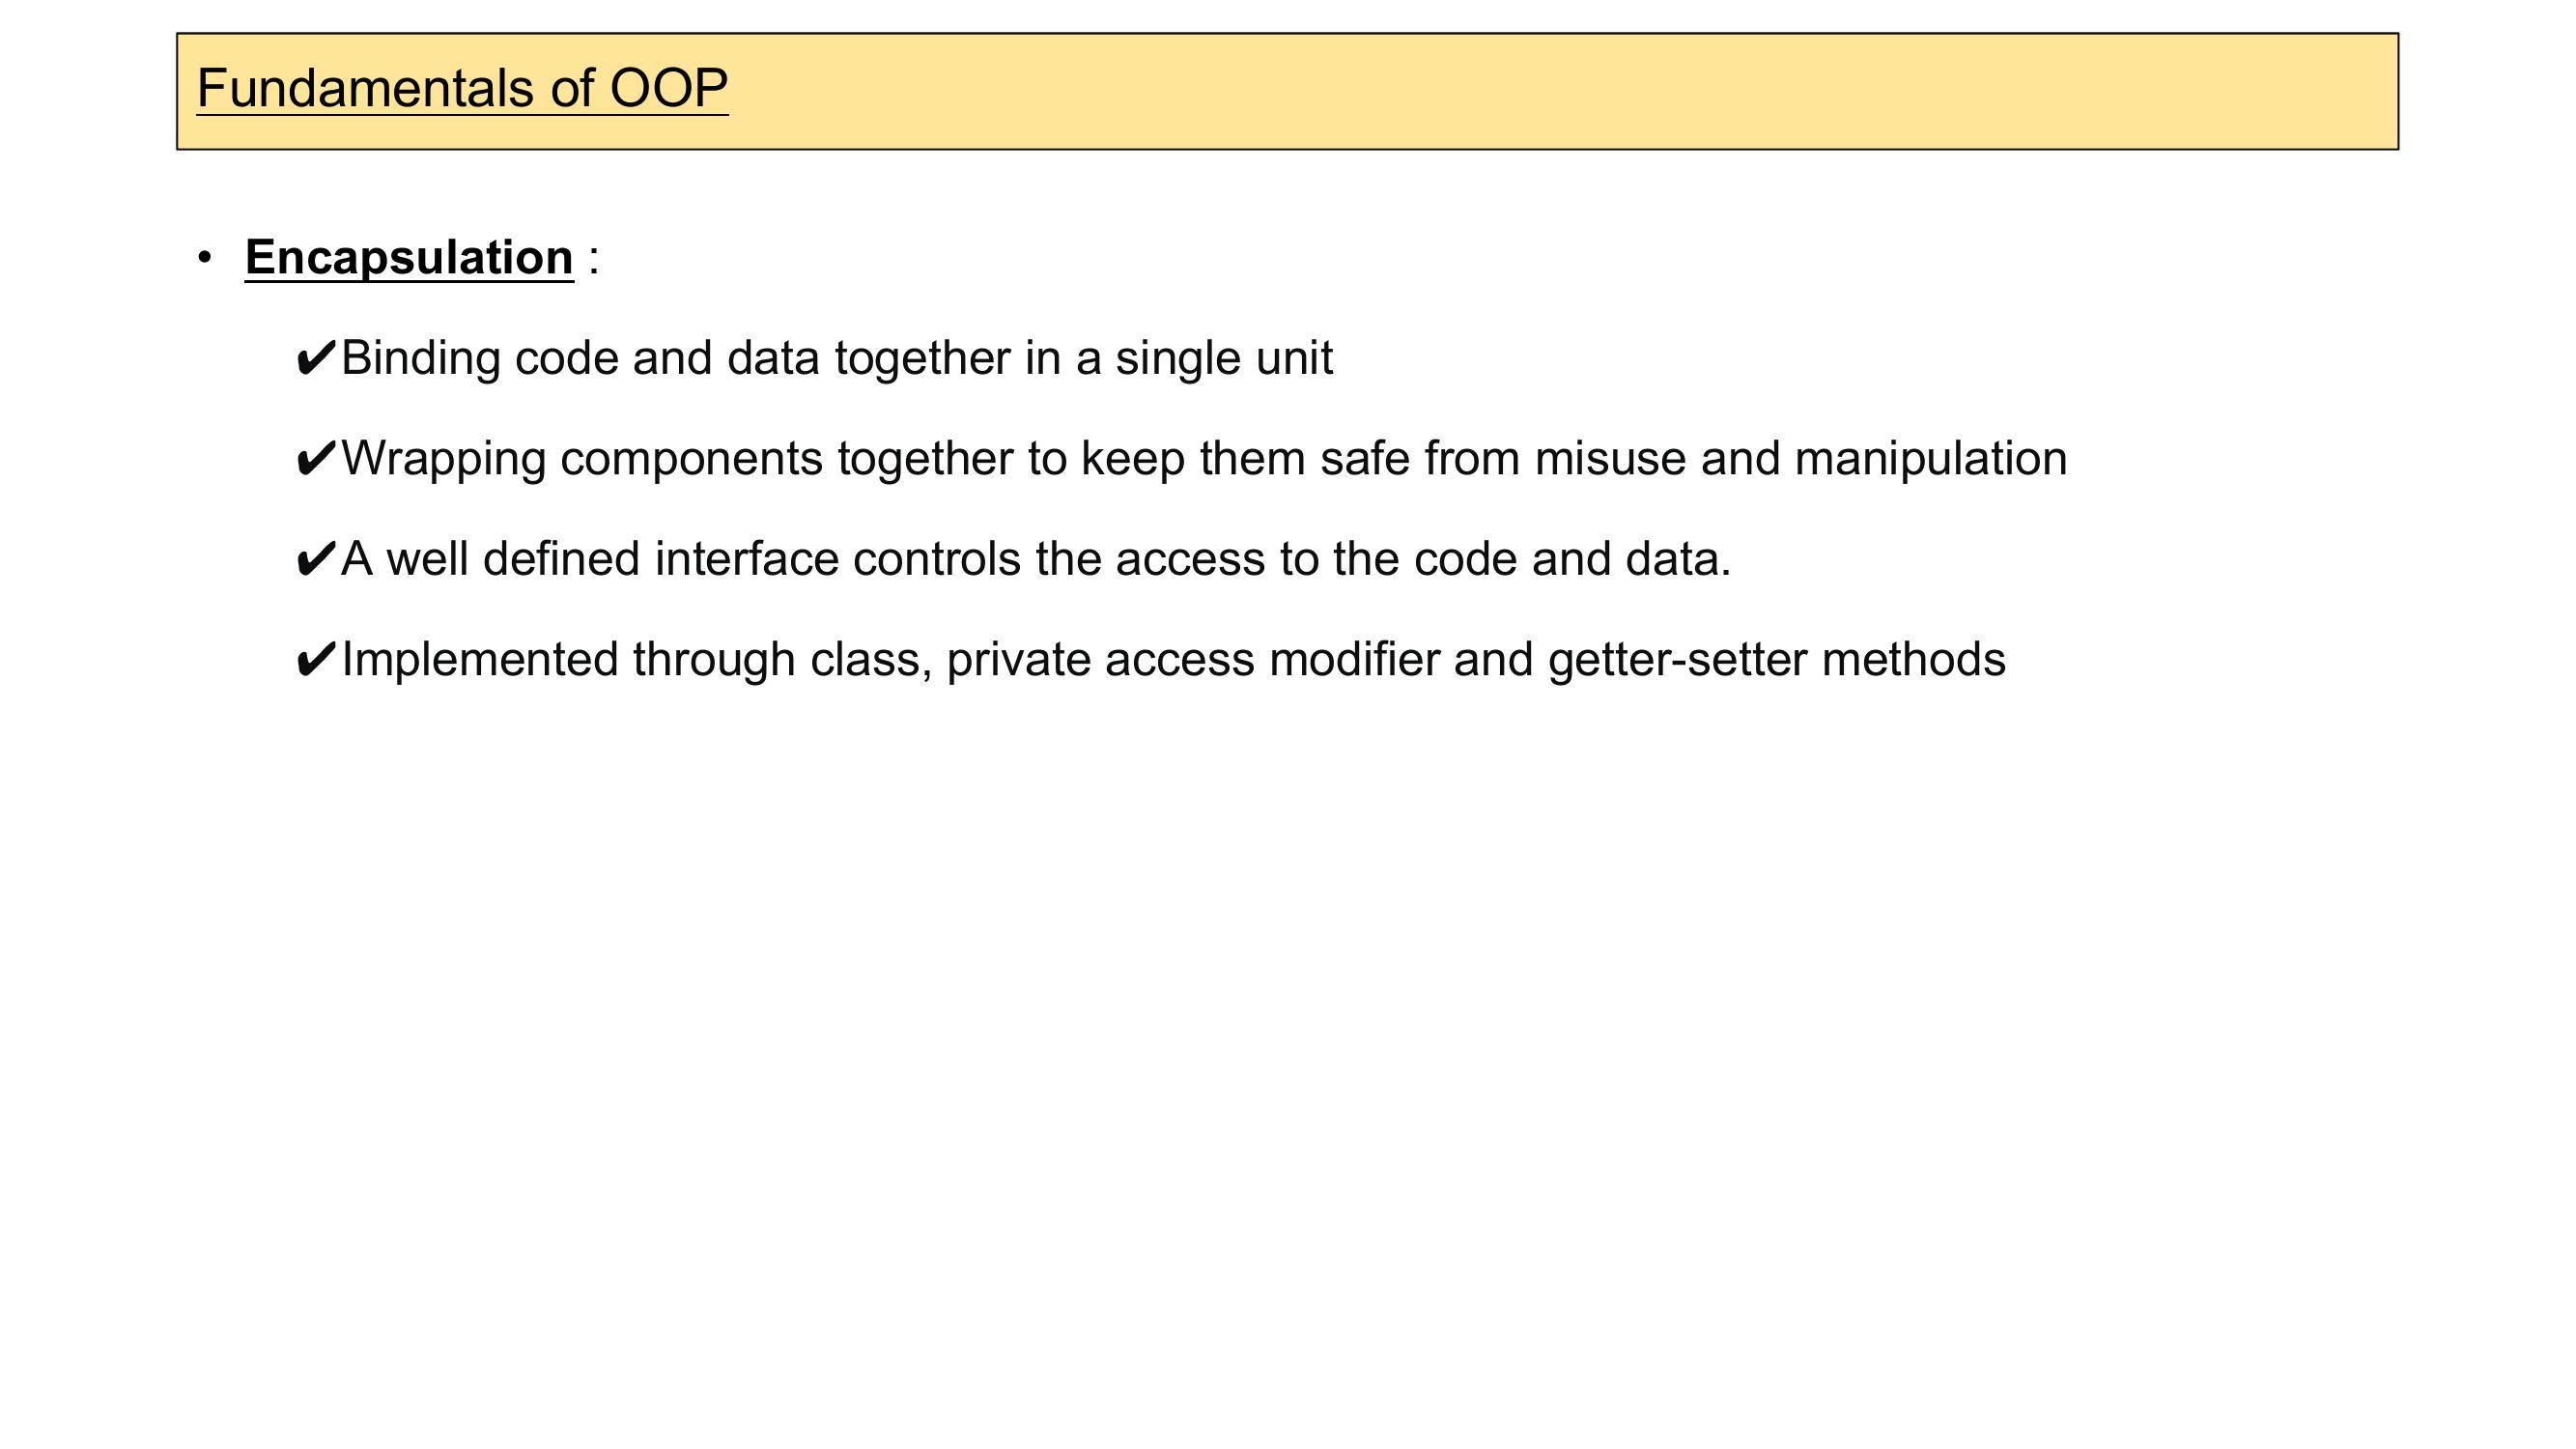 Fundamentals of OOP
• Encapsulation :
✔Binding code and data together in a single unit
✔Wrapping components together to keep them safe from misuse and manipulation
✔A well defined interface controls the access to the code and data.
✔Implemented through class, private access modifier and getter-setter methods